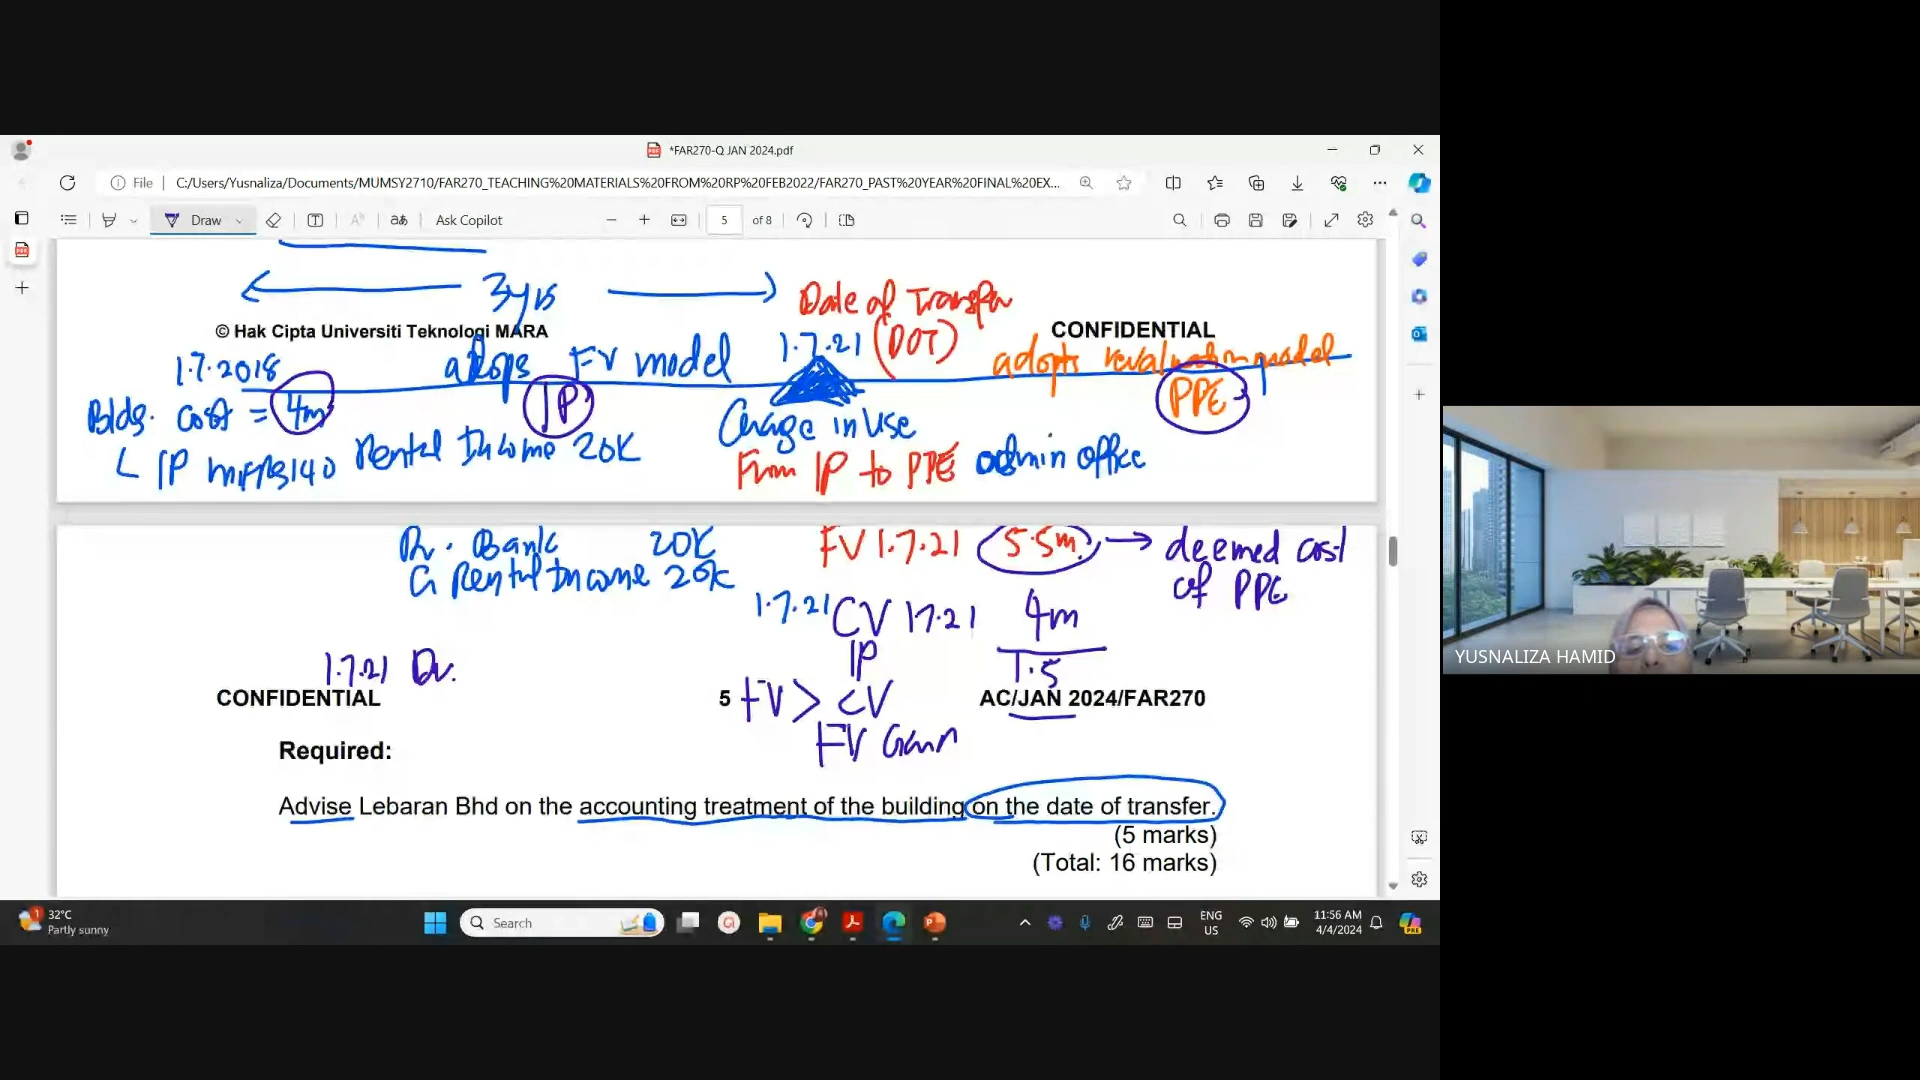 *FAR270-Q JAN 2024.pdf
File
C:/Users/Yusnaliza/Documents/MUMSY2710/FAR270_TEACHING%20MATERIALS%20FROM%20RP%20FEB2022/FAR270_PAST%20YEAR%20FINAL%20EX...
Draw
Ask Copilot
5 of 8
3yrs
Date of Transfer
© Hak Cipta Universiti Teknologi MARA
CONFIDENTIAL
1.7.2018
adops FV model
1.7.21
(DOT)
adopts revaluation model
Bldg. cost = 4m
IP
PPE
Change in Use
IP MFRS140
Rental Income 20K
From IP to PPE
admin office
Dr. Bank 20K
Cr Rental Income 20K
FV 1.7.21 5.5m
deemed cost
of PPE
1.7.21
CV 1.7.21 4m
IP
1.5
1.7.21 Dr.
CONFIDENTIAL
5
FV > CV
AC/JAN 2024/FAR270
FV Gain
Required:
Advise Lebaran Bhd on the accounting treatment of the building on the date of transfer.
(5 marks)
(Total: 16 marks)
YUSNALIZA HAMID
1
32°C
Partly sunny
Search
ENG
US
11:56 AM
4/4/2024